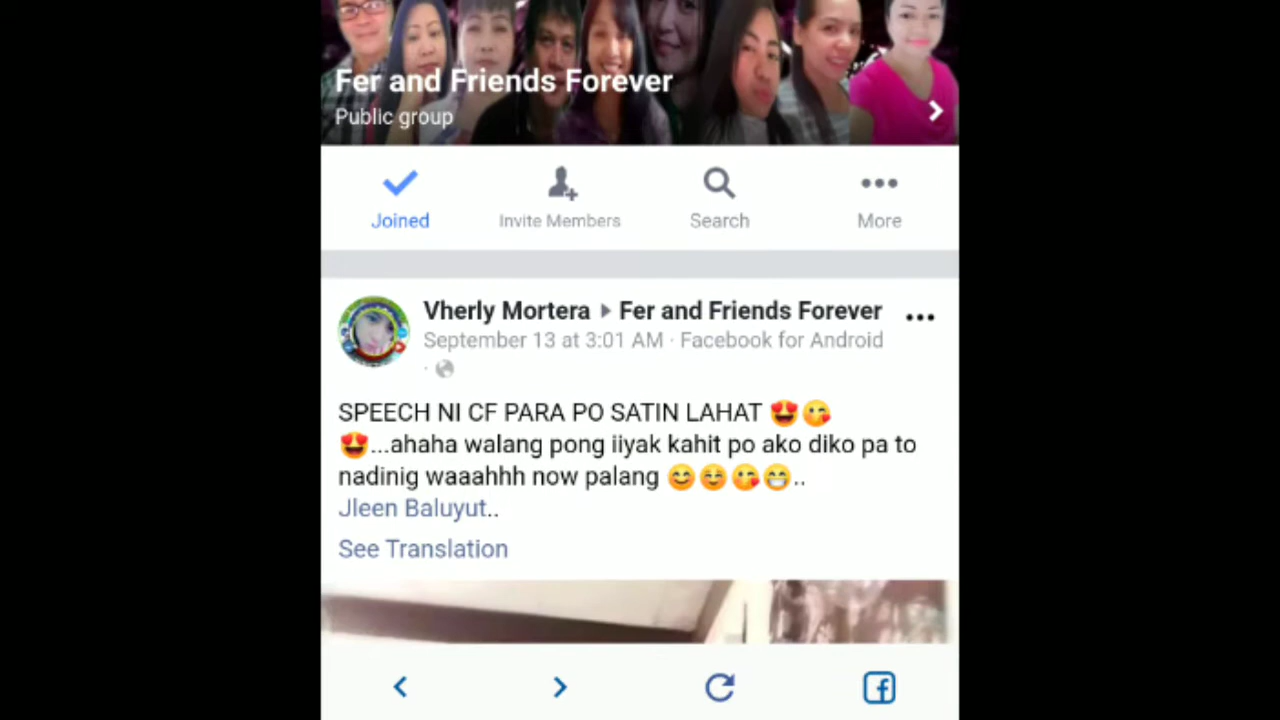 Fer and Friends Forever
Public group
Joined
Invite Members
Search
More
Vherly Mortera ▸ Fer and Friends Forever
September 13 at 3:01 AM · Facebook for Android
·
SPEECH NI CF PARA PO SATIN LAHAT 😍😘
😍...ahaha walang pong iiyak kahit po ako diko pa to
nadinig waaahhh now palang 😊☺️😘😁..
Jleen Baluyut..
See Translation